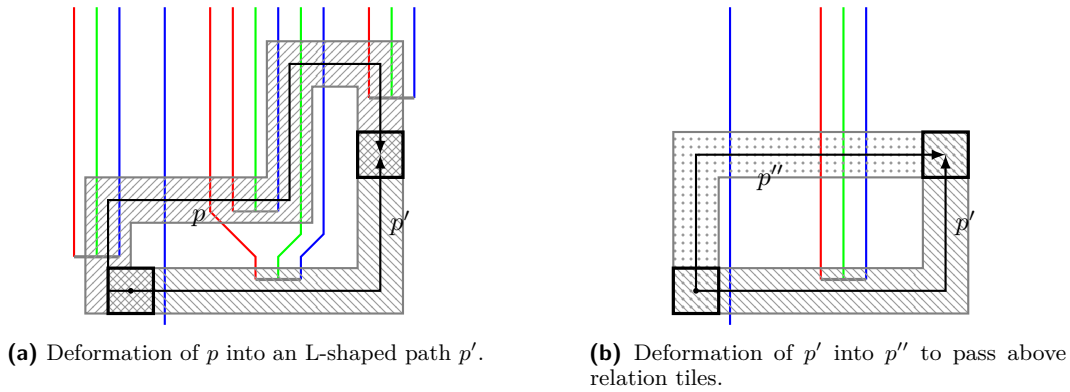 p
p′
p″
p′
(a) Deformation of p into an L-shaped path p′.
(b) Deformation of p′ into p″ to pass above
relation tiles.